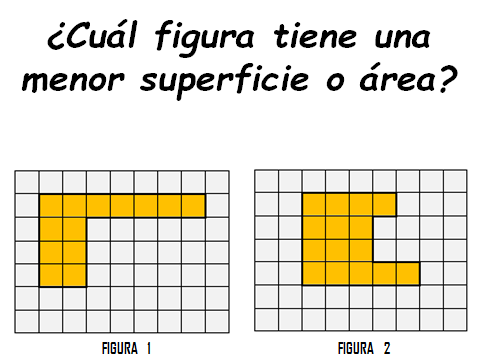 ¿Cuál figura tiene una
menor superficie o área?
FIGURA 1
FIGURA 2